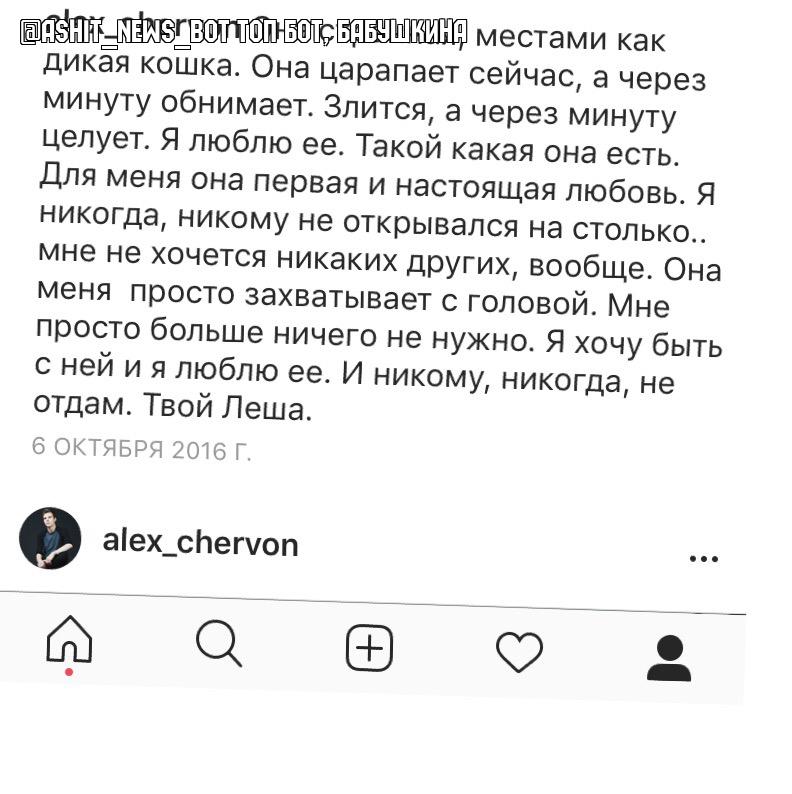 @ASHIT_NEWS_BOT ТОП БОТ, БАБУШКИНА
alex_chervon местами как
дикая кошка. Она царапает сейчас, а через
минуту обнимает. Злится, а через минуту
целует. Я люблю ее. Такой какая она есть.
Для меня она первая и настоящая любовь. Я
никогда, никому не открывался на столько..
мне не хочется никаких других, вообще. Она
меня просто захватывает с головой. Мне
просто больше ничего не нужно. Я хочу быть
с ней и я люблю ее. И никому, никогда, не
отдам. Твой Леша.
6 ОКТЯБРЯ 2016 Г.
alex_chervon